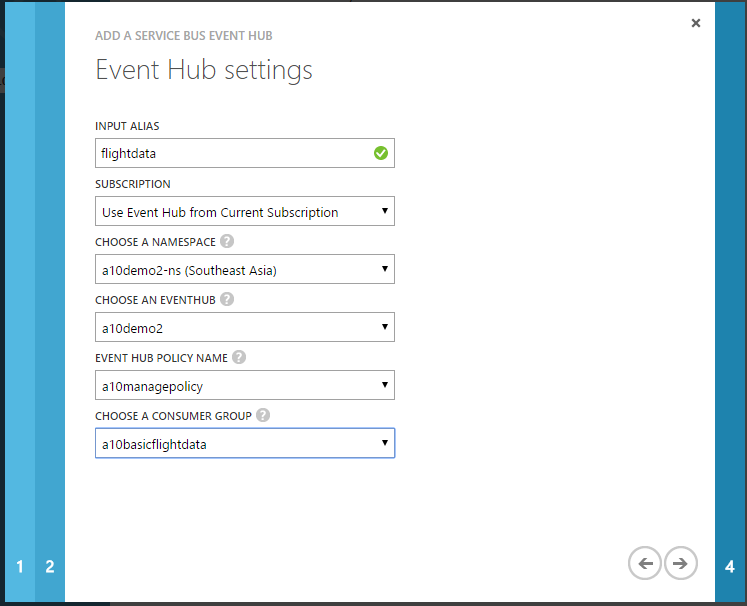 ADD A SERVICE BUS EVENT HUB
Event Hub settings
INPUT ALIAS
flightdata
SUBSCRIPTION
Use Event Hub from Current Subscription
CHOOSE A NAMESPACE ?
a10demo2-ns (Southeast Asia)
CHOOSE AN EVENTHUB ?
a10demo2
EVENT HUB POLICY NAME ?
a10managepolicy
CHOOSE A CONSUMER GROUP ?
a10basicflightdata
1 2 4